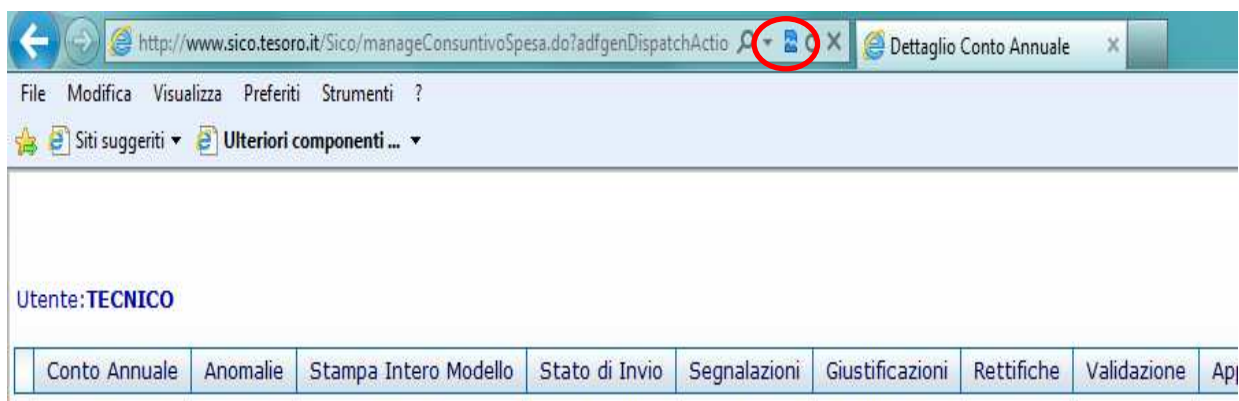 http://www.sico.tesoro.it/Sico/manageConsuntivoSpesa.do?adfgenDispatchActio
Dettaglio Conto Annuale
File Modifica Visualizza Preferiti Strumenti ?
Siti suggeriti Ulteriori componenti ...
Utente:TECNICO
Conto Annuale Anomalie Stampa Intero Modello Stato di Invio Segnalazioni Giustificazioni Rettifiche Validazione App